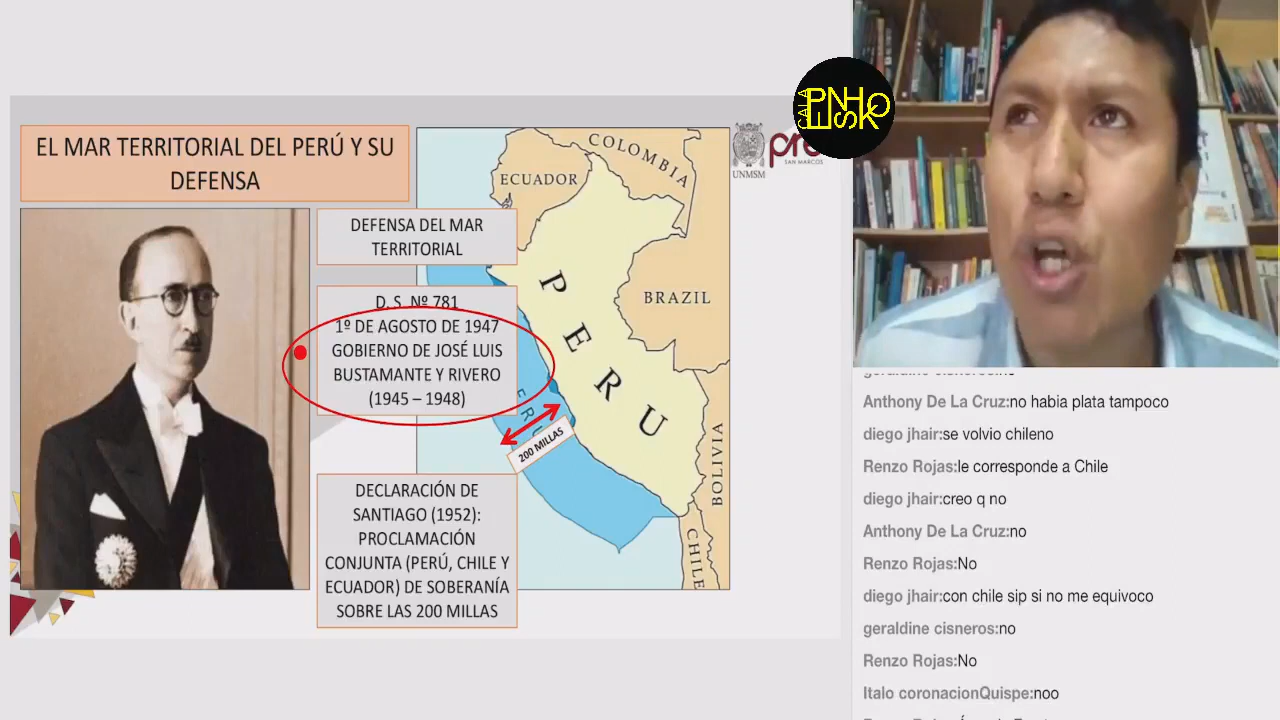 EL MAR TERRITORIAL DEL PERÚ Y SU
DEFENSA
DEFENSA DEL MAR
TERRITORIAL
D. S. Nº 781
1º DE AGOSTO DE 1947
GOBIERNO DE JOSÉ LUIS
BUSTAMANTE Y RIVERO
(1945 – 1948)
DECLARACIÓN DE
SANTIAGO (1952):
PROCLAMACIÓN
CONJUNTA (PERÚ, CHILE Y
ECUADOR) DE SOBERANÍA
SOBRE LAS 200 MILLAS
COLOMBIA
ECUADOR
BRAZIL
PERU
200 MILLAS
BOLIVIA
CHILE
UNMSM
pre
SAN MARCOS
geraldine cisneros:no
Anthony De La Cruz:no habia plata tampoco
diego jhair:se volvio chileno
Renzo Rojas:le corresponde a Chile
diego jhair:creo q no
Anthony De La Cruz:no
Renzo Rojas:No
diego jhair:con chile sip si no me equivoco
geraldine cisneros:no
Renzo Rojas:No
Italo coronacionQuispe:noo